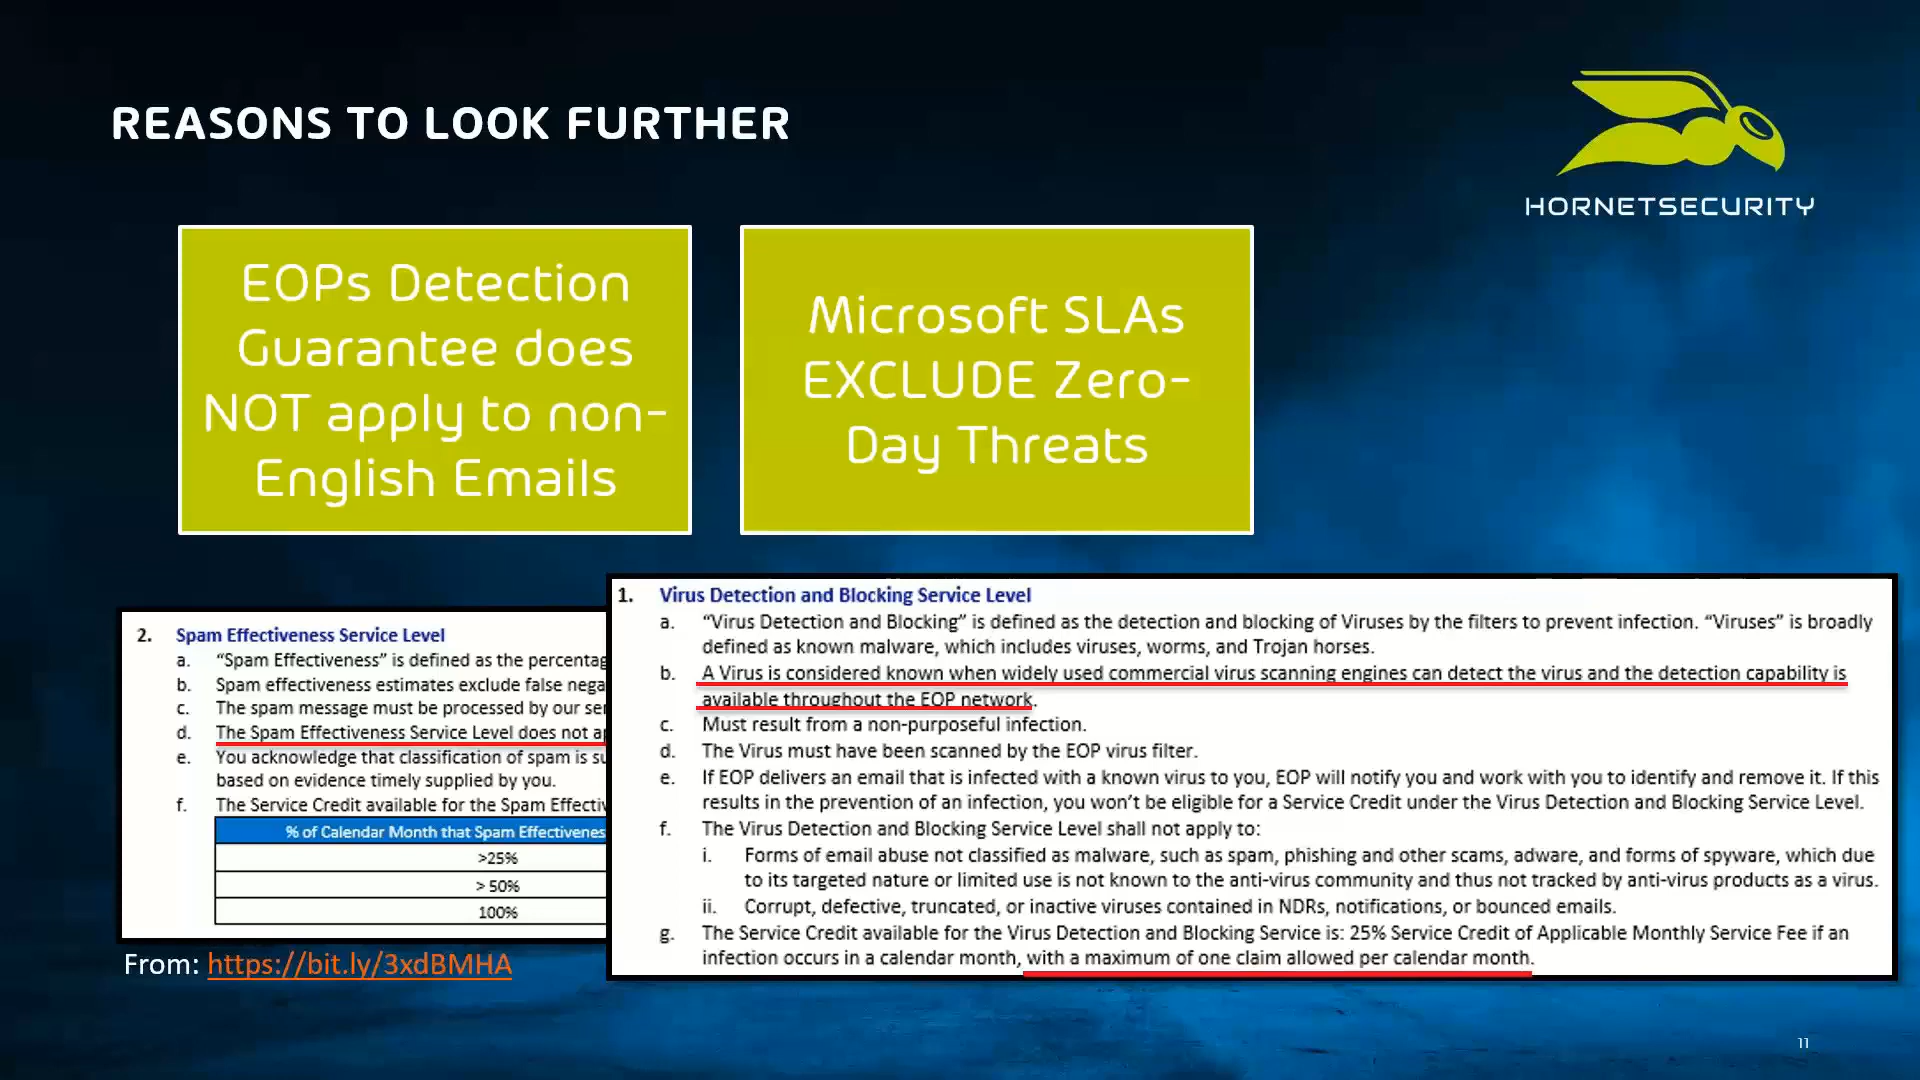 REASONS TO LOOK FURTHER
HORNETSECURITY
EOPs Detection
Guarantee does
NOT apply to non-
English Emails
Microsoft SLAs
EXCLUDE Zero-
Day Threats
2. Spam Effectiveness Service Level
a. “Spam Effectiveness” is defined as the percentag
b. Spam effectiveness estimates exclude false nega
c. The spam message must be processed by our ser
d. The Spam Effectiveness Service Level does not ap
e. You acknowledge that classification of spam is su
based on evidence timely supplied by you.
f. The Service Credit available for the Spam Effectiv
% of Calendar Month that Spam Effectivenes
>25%
> 50%
100%
From: https://bit.ly/3xdBMHA
1. Virus Detection and Blocking Service Level
a. “Virus Detection and Blocking” is defined as the detection and blocking of Viruses by the filters to prevent infection. “Viruses” is broadly
defined as known malware, which includes viruses, worms, and Trojan horses.
b. A Virus is considered known when widely used commercial virus scanning engines can detect the virus and the detection capability is
available throughout the EOP network.
c. Must result from a non-purposeful infection.
d. The Virus must have been scanned by the EOP virus filter.
e. If EOP delivers an email that is infected with a known virus to you, EOP will notify you and work with you to identify and remove it. If this
results in the prevention of an infection, you won’t be eligible for a Service Credit under the Virus Detection and Blocking Service Level.
f. The Virus Detection and Blocking Service Level shall not apply to:
i. Forms of email abuse not classified as malware, such as spam, phishing and other scams, adware, and forms of spyware, which due
to its targeted nature or limited use is not known to the anti-virus community and thus not tracked by anti-virus products as a virus.
ii. Corrupt, defective, truncated, or inactive viruses contained in NDRs, notifications, or bounced emails.
g. The Service Credit available for the Virus Detection and Blocking Service is: 25% Service Credit of Applicable Monthly Service Fee if an
infection occurs in a calendar month, with a maximum of one claim allowed per calendar month.
11